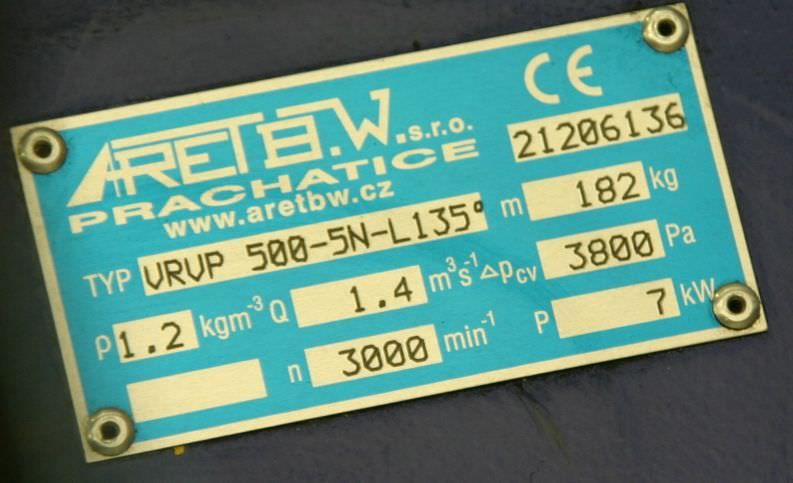 ARET B.W. s.r.o.
PRACHATICE
www.aretbw.cz
CE
21206136
TYP VRVP 500-5N-L135°
m 182 kg
ρ 1.2 kgm⁻³
Q 1.4 m³s⁻¹
Δpcv 3800 Pa
n 3000 min⁻¹
P 7 kW